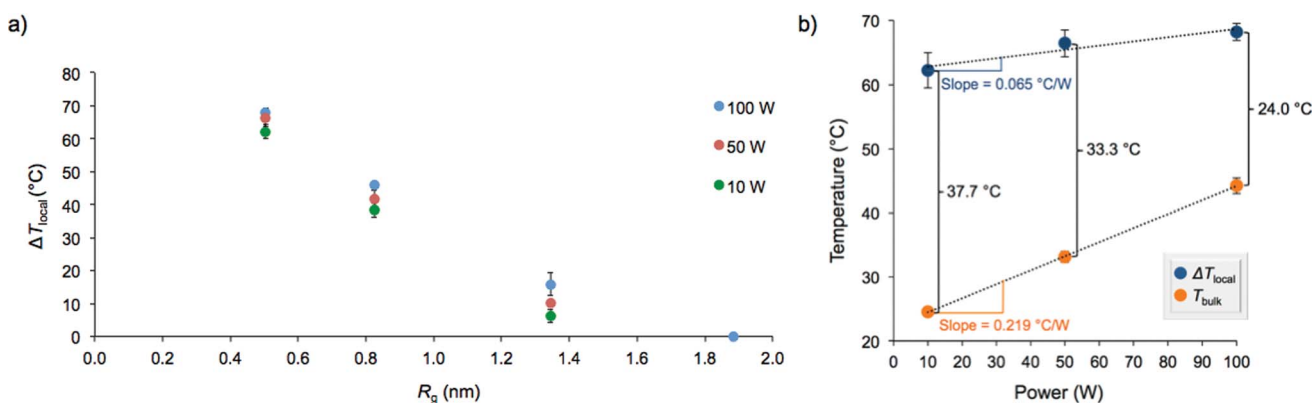 a)
80
70
60
50
40
30
20
10
0
ΔTlocal (°C)
0.0 0.2 0.4 0.6 0.8 1.0 1.2 1.4 1.6 1.8 2.0
Rg (nm)
100 W
50 W
10 W
b)
70
60
50
40
30
20
Temperature (°C)
Slope = 0.065 °C/W
37.7 °C
33.3 °C
24.0 °C
Slope = 0.219 °C/W
ΔTlocal
Tbulk
0 10 20 30 40 50 60 70 80 90 100
Power (W)